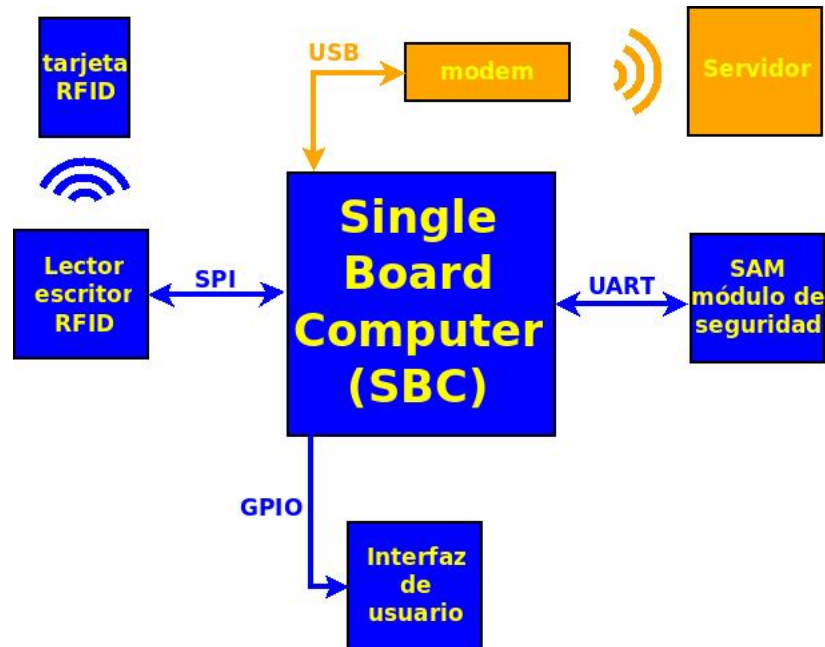 tarjeta
RFID
USB
modem
Servidor
Single
Board
Computer
(SBC)
Lector
escritor
RFID
SPI
UART
SAM
módulo de
seguridad
GPIO
Interfaz
de
usuario